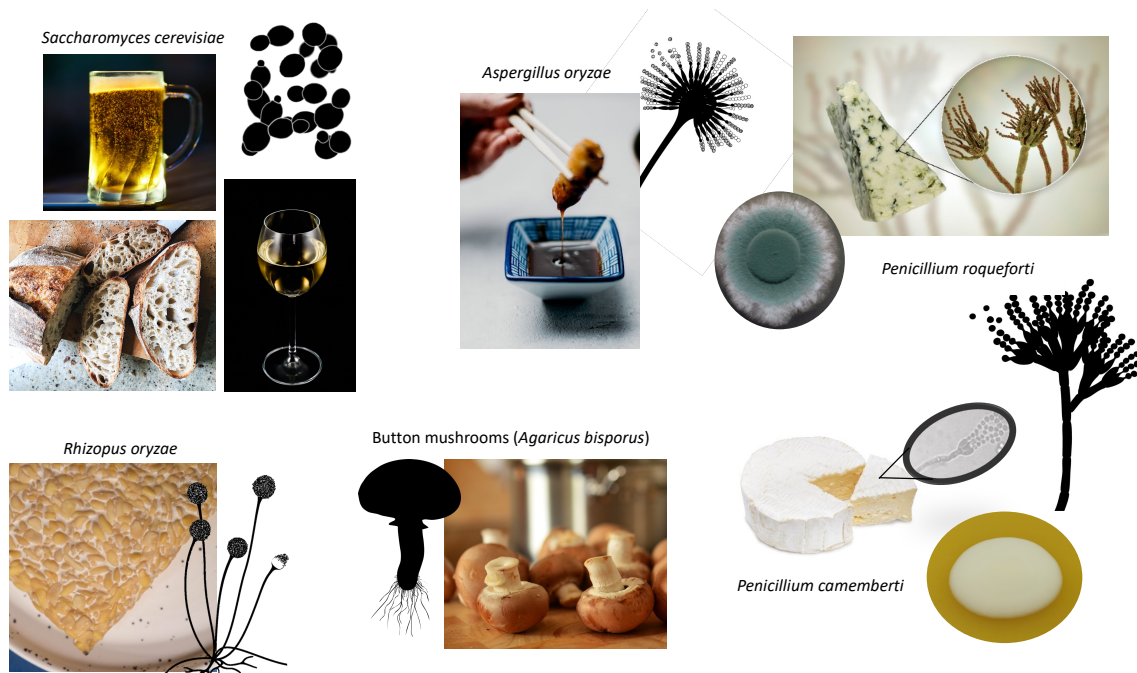 Saccharomyces cerevisiae
Aspergillus oryzae
Penicillium roqueforti
Rhizopus oryzae
Button mushrooms (Agaricus bisporus)
Penicillium camemberti